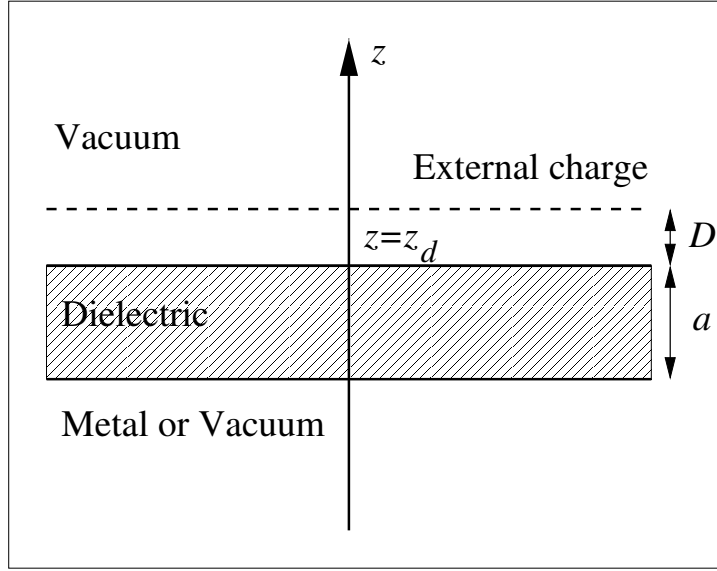 z
Vacuum
External charge
z=z_d
D
Dielectric
a
Metal or Vacuum